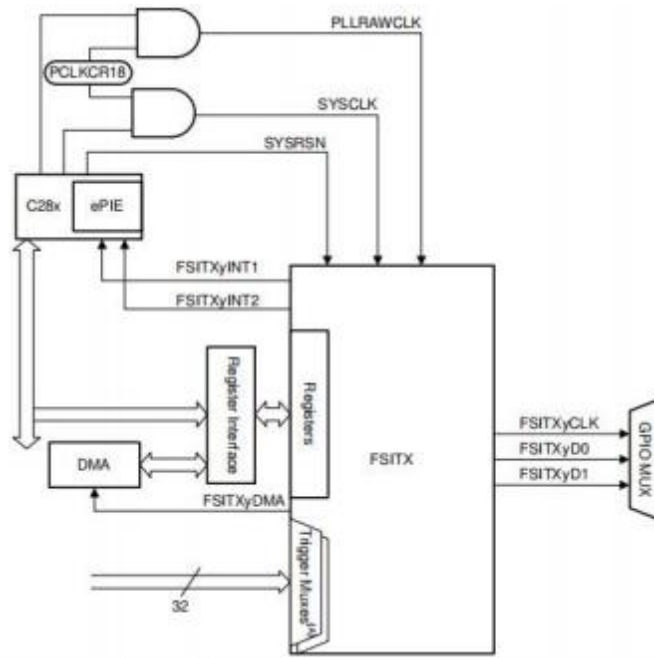 PLLRAWCLK
PCLKCR18
SYSCLK
SYSRSN
C28x
ePIE
FSITXyINT1
FSITXyINT2
Register Interface
Registers
FSITX
FSITXyCLK
FSITXyD0
FSITXyD1
GPIO MUX
DMA
FSITXyDMA
Trigger Muxes(A)
32